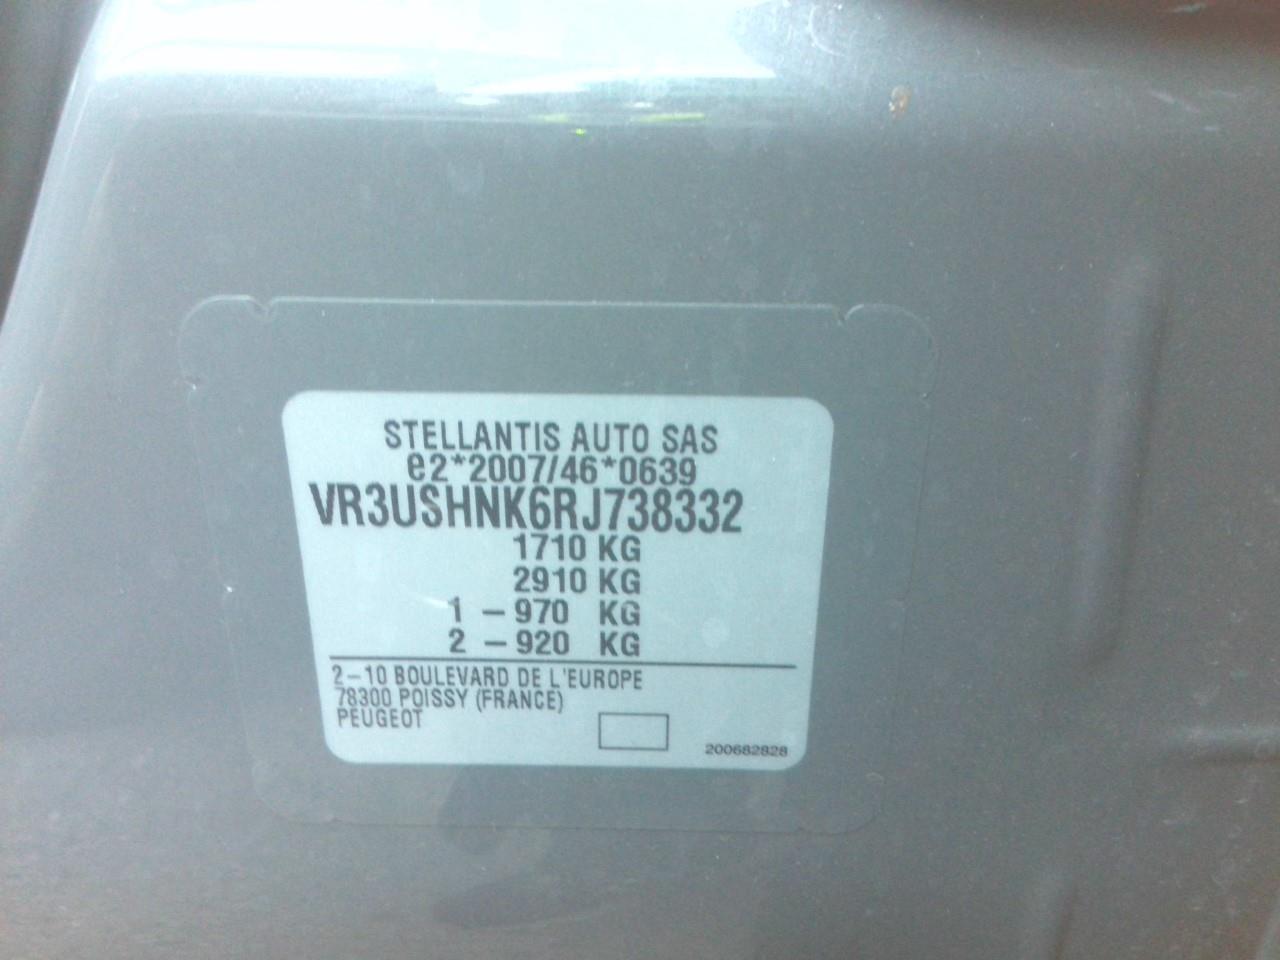 STELLANTIS AUTO SAS
e2*2007/46*0639
VR3USHNK6RJ738332
1710 KG
2910 KG
1 - 970 KG
2 - 920 KG
2-10 BOULEVARD DE L'EUROPE
78300 POISSY (FRANCE)
PEUGEOT
200682828